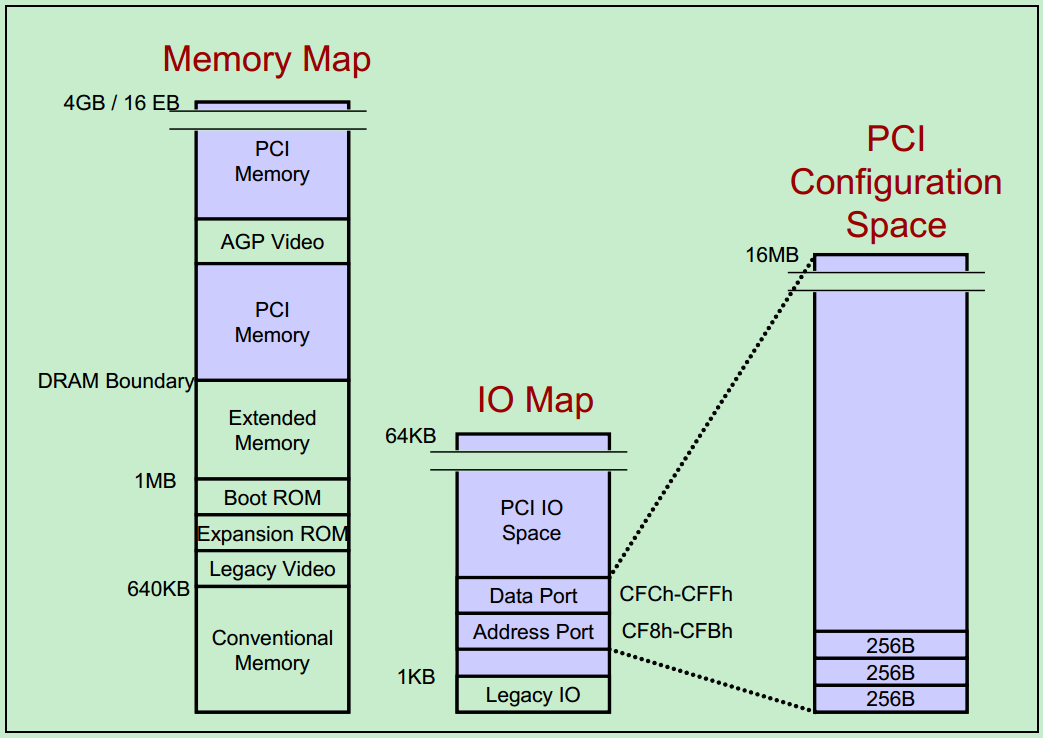 Memory Map
4GB / 16 EB
PCI
Memory
AGP Video
PCI
Memory
DRAM Boundary
Extended
Memory
1MB
Boot ROM
Expansion ROM
Legacy Video
640KB
Conventional
Memory
IO Map
64KB
PCI IO
Space
Data Port
CFCh-CFFh
Address Port
CF8h-CFBh
1KB
Legacy IO
PCI
Configuration
Space
16MB
256B
256B
256B